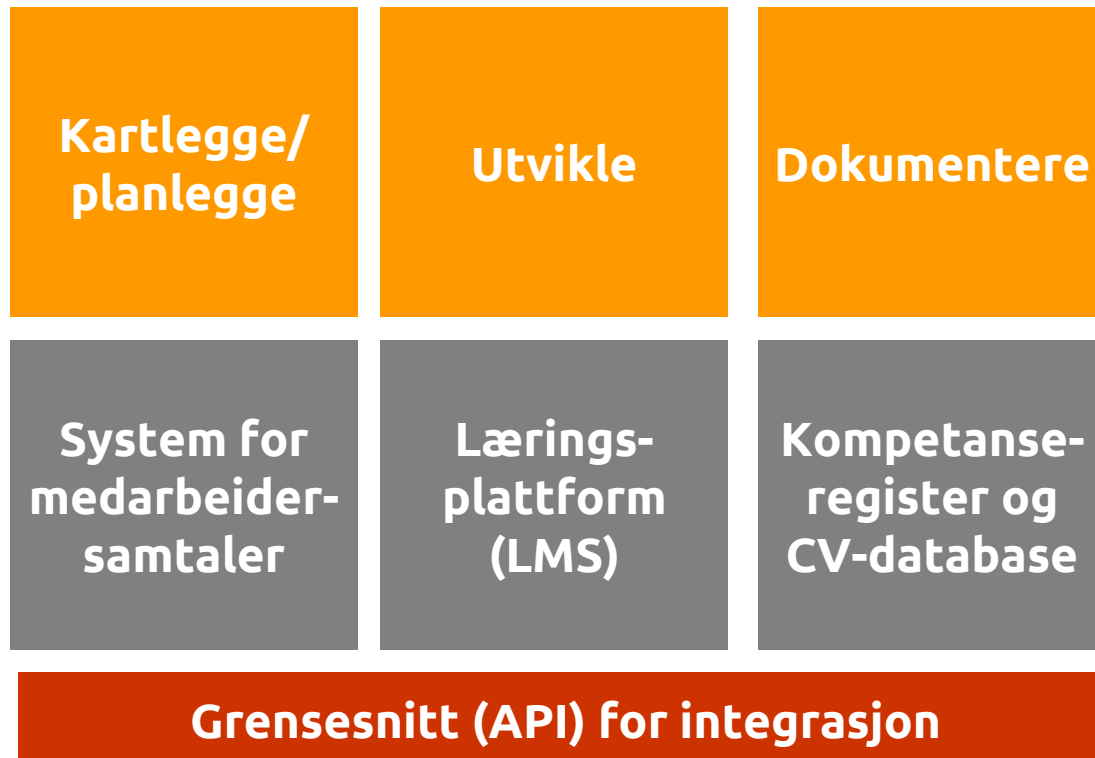 Kartlegge/
planlegge
Utvikle
Dokumentere
System for
medarbeider-
samtaler
Lærings-
plattform
(LMS)
Kompetanse-
register og
CV-database
Grensesnitt (API) for integrasjon